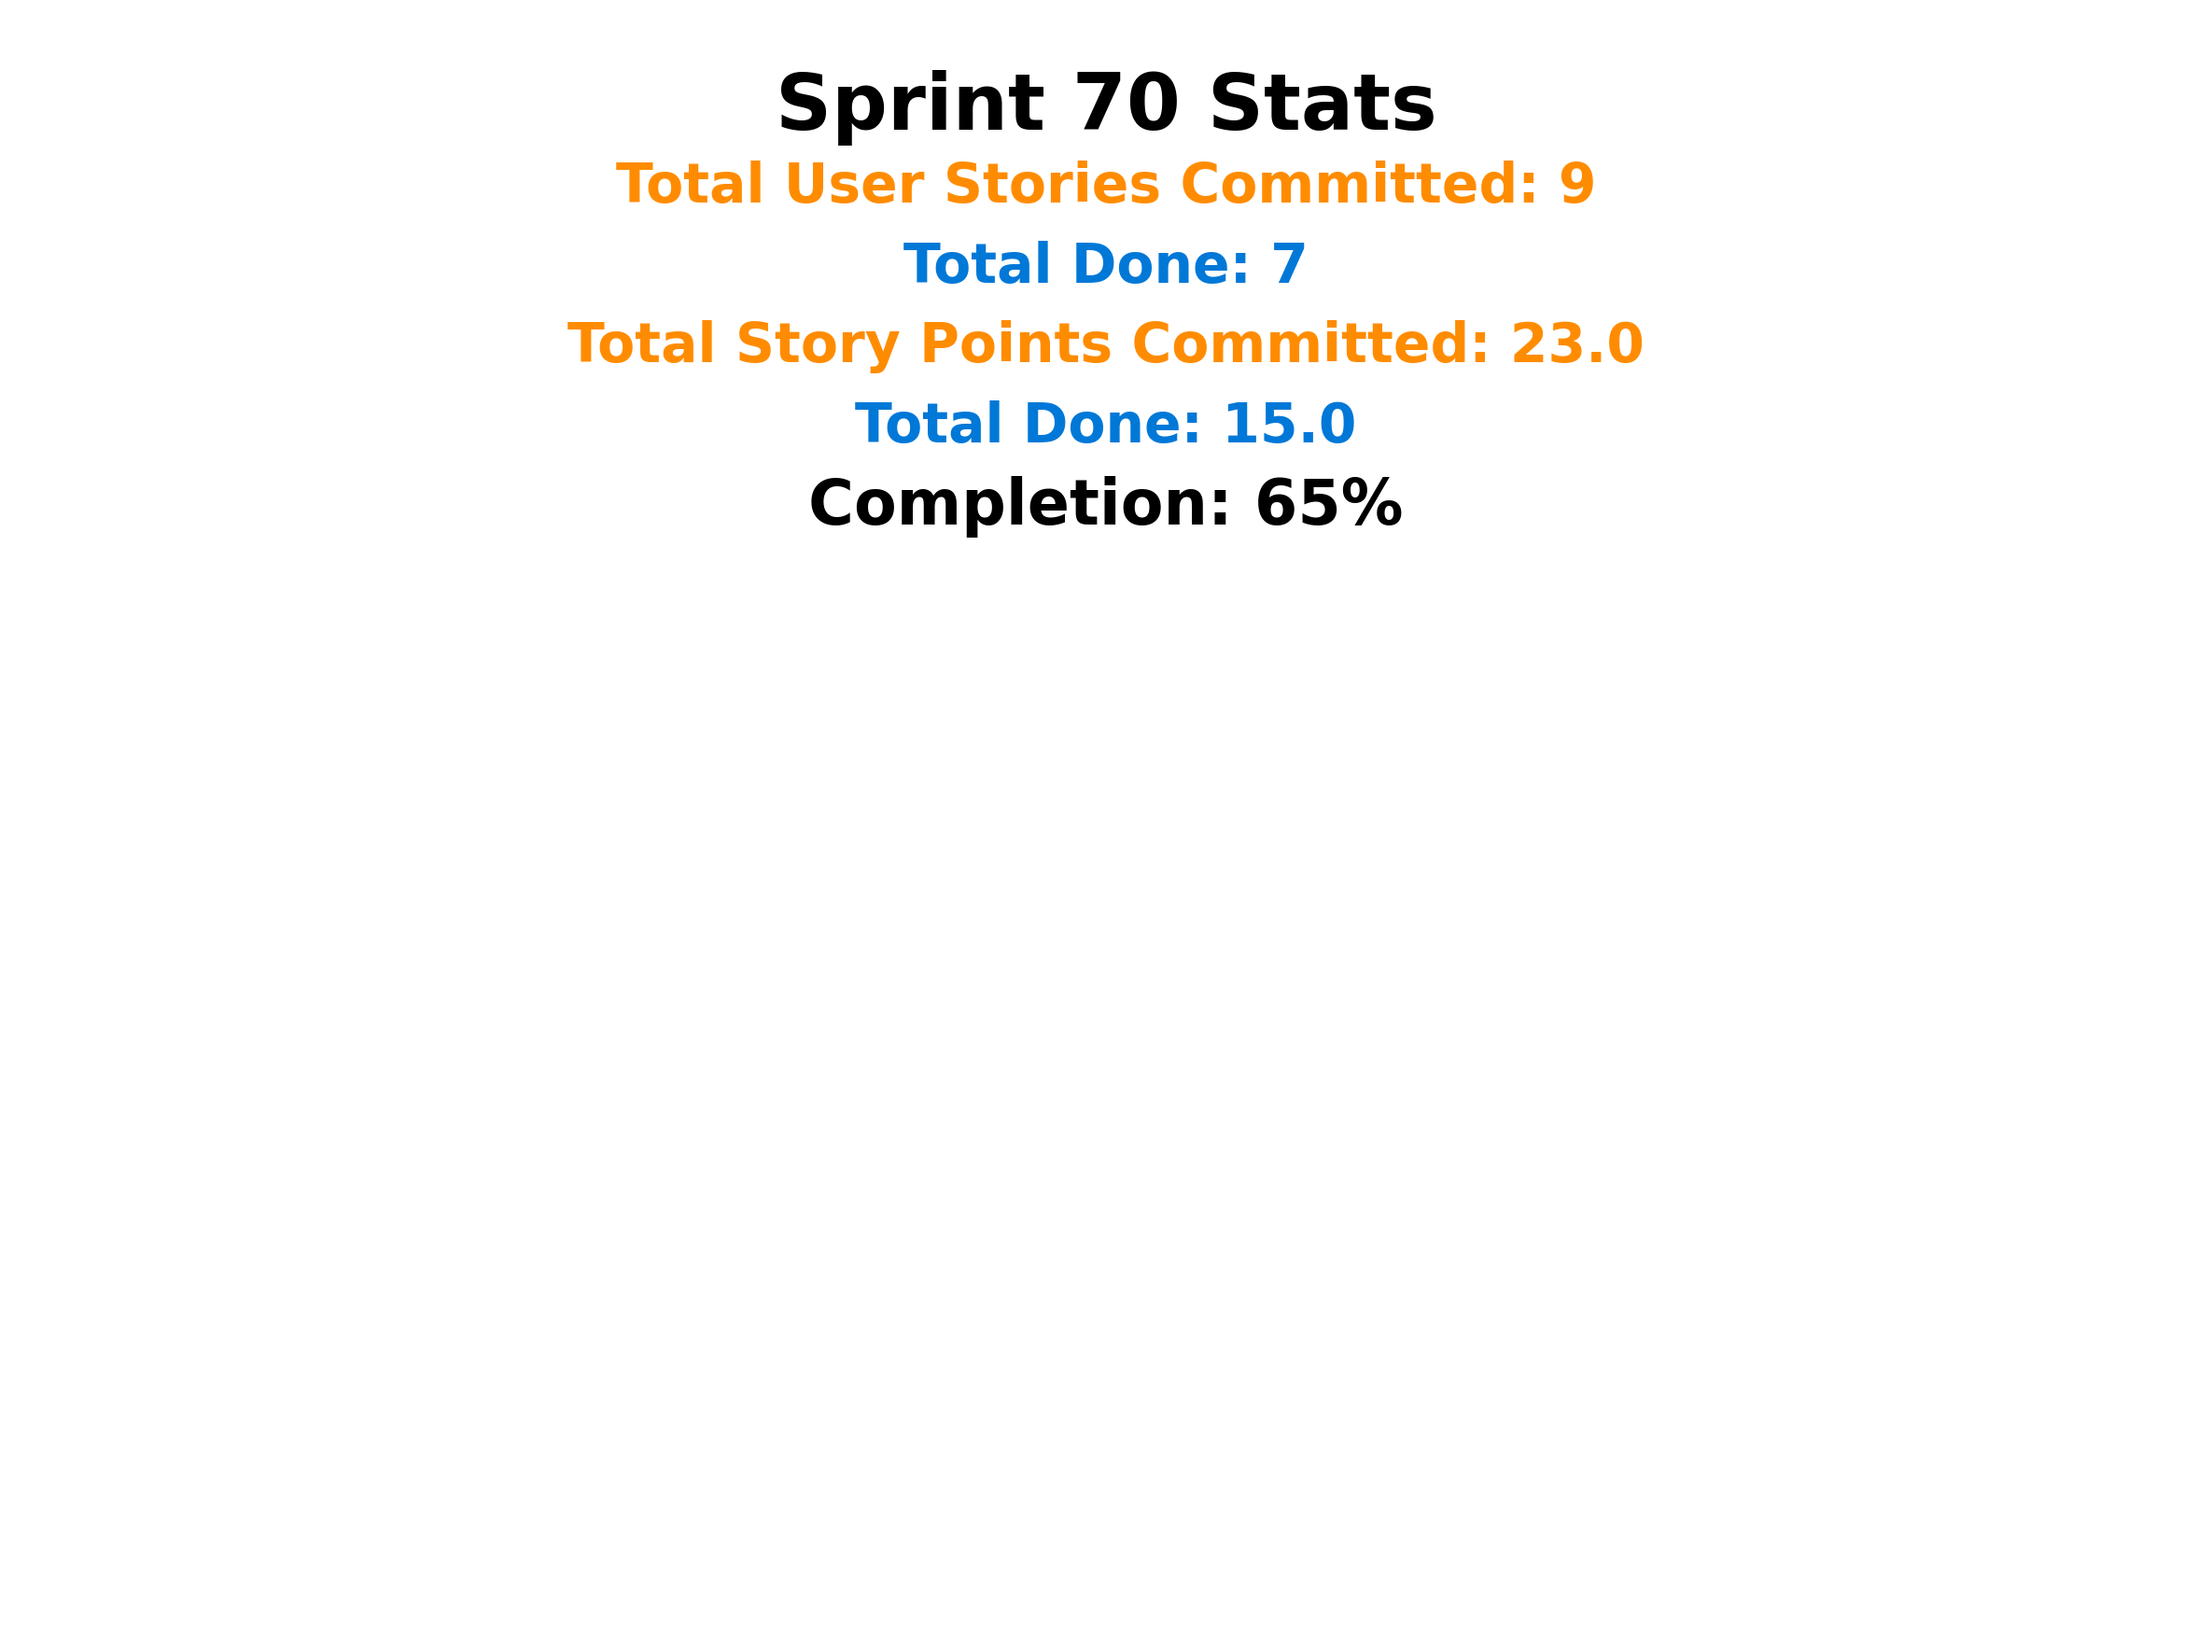 Sprint 70 Stats
Total User Stories Committed: 9
Total Done: 7
Total Story Points Committed: 23.0
Total Done: 15.0
Completion: 65%